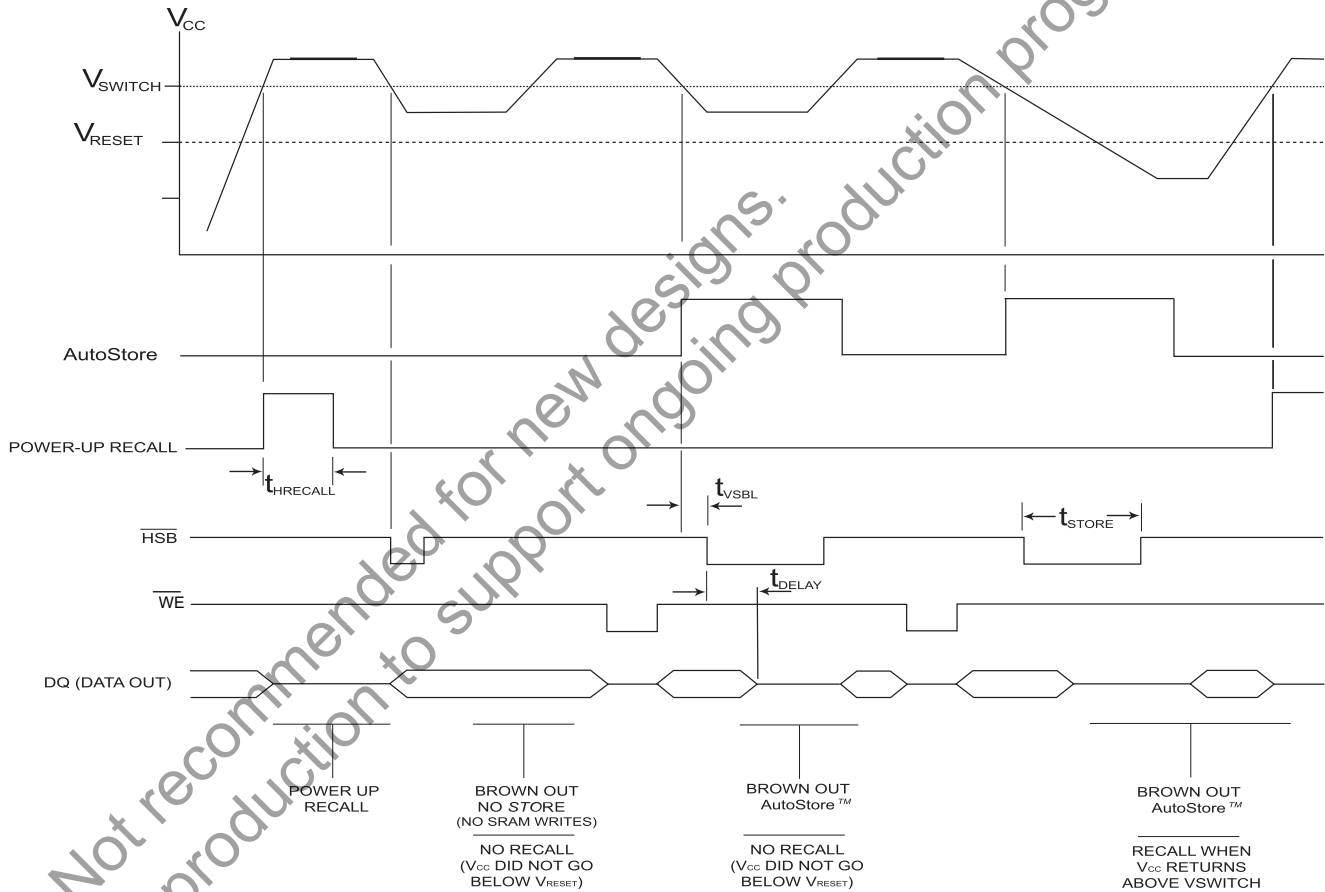 VCC
VSWITCH
VRESET
AutoStore
POWER-UP RECALL
tHRECALL
tVSBL
tSTORE
HSB
tDELAY
WE
DQ (DATA OUT)
POWER UP
RECALL
BROWN OUT
NO STORE
(NO SRAM WRITES)
NO RECALL
(VCC DID NOT GO
BELOW VRESET)
BROWN OUT
AutoStore™
NO RECALL
(VCC DID NOT GO
BELOW VRESET)
BROWN OUT
AutoStore™
RECALL WHEN
VCC RETURNS
ABOVE VSWITCH
Not recommended for new designs.
production to support ongoing production